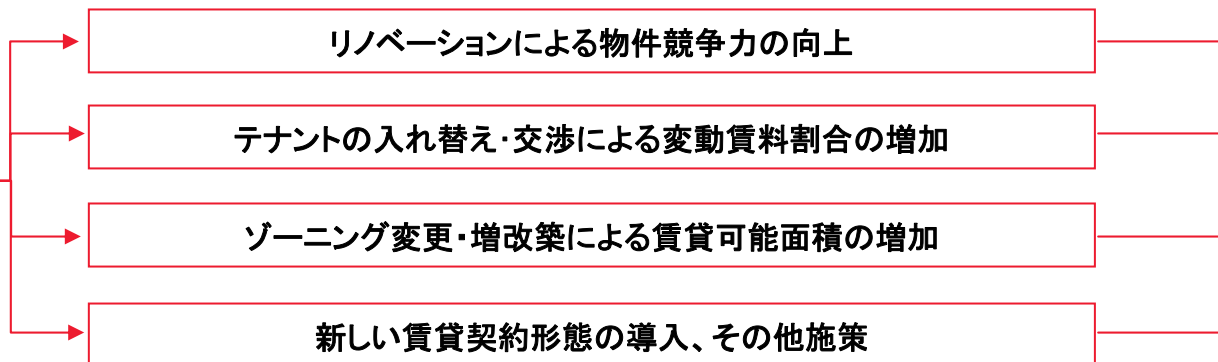 リノベーションによる物件競争力の向上
テナントの入れ替え・交渉による変動賃料割合の増加
ゾーニング変更・増改築による賃貸可能面積の増加
新しい賃貸契約形態の導入、その他施策